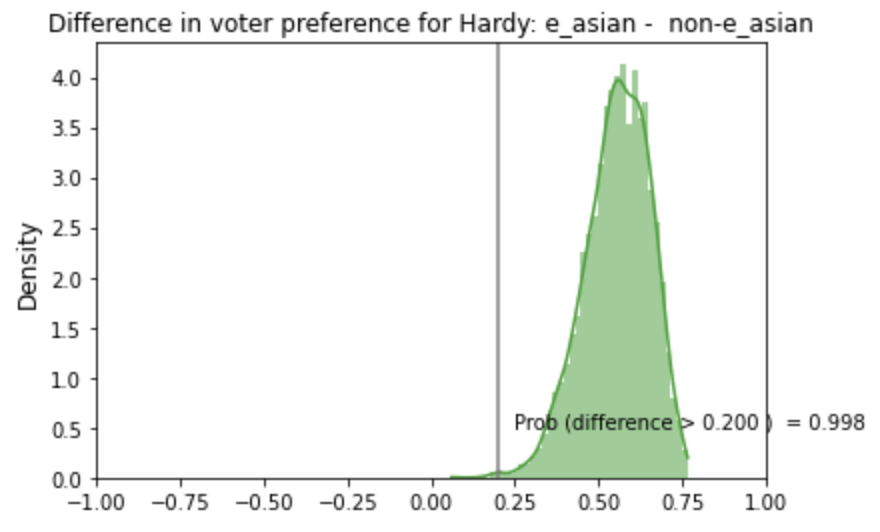 Difference in voter preference for Hardy: e_asian -  non-e_asian
4.0
3.5
3.0
2.5
Density
2.0
1.5
1.0
Prob (difference > 0.200 )  = 0.998
0.5
0.0
−1.00 −0.75 −0.50 −0.25 0.00 0.25 0.50 0.75 1.00